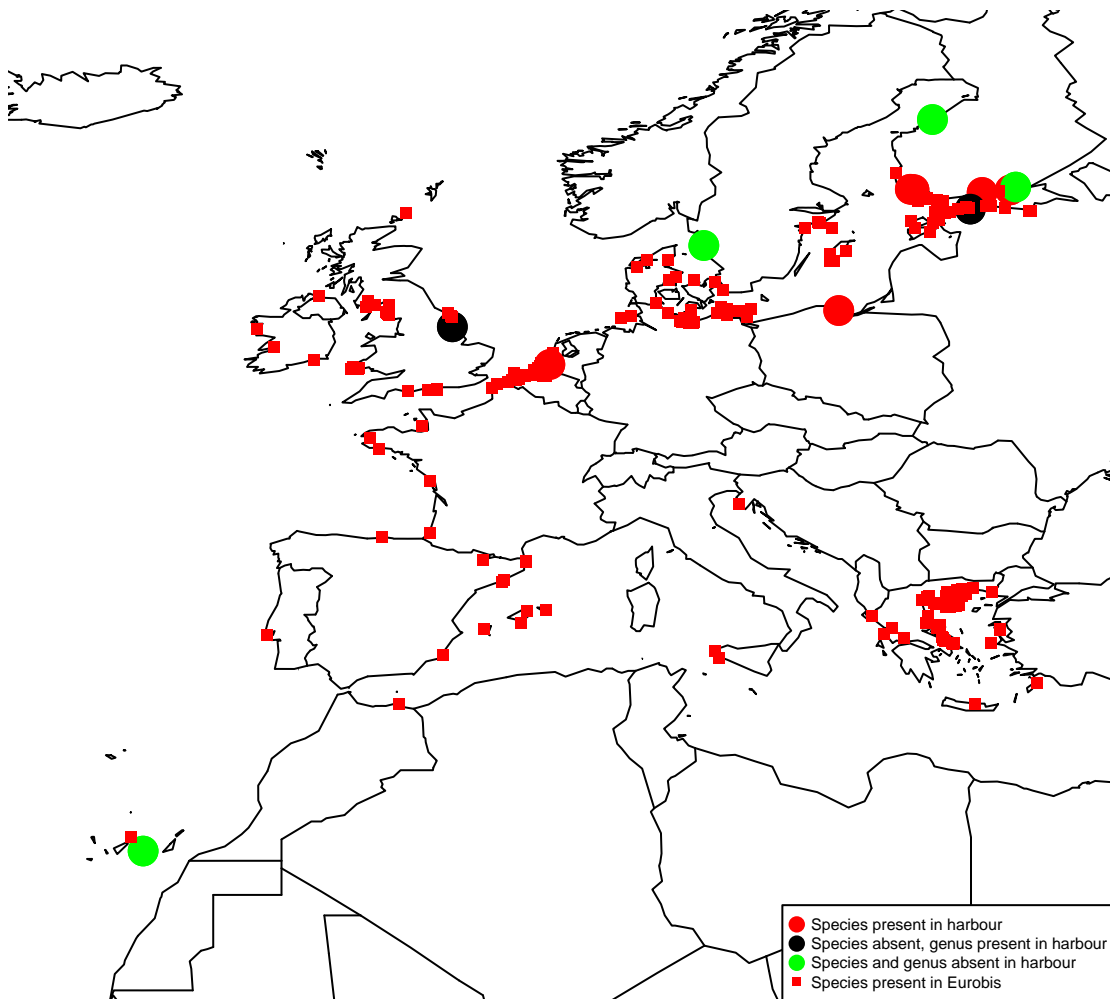 Species present in harbour
Species absent, genus present in harbour
Species and genus absent in harbour
Species present in Eurobis